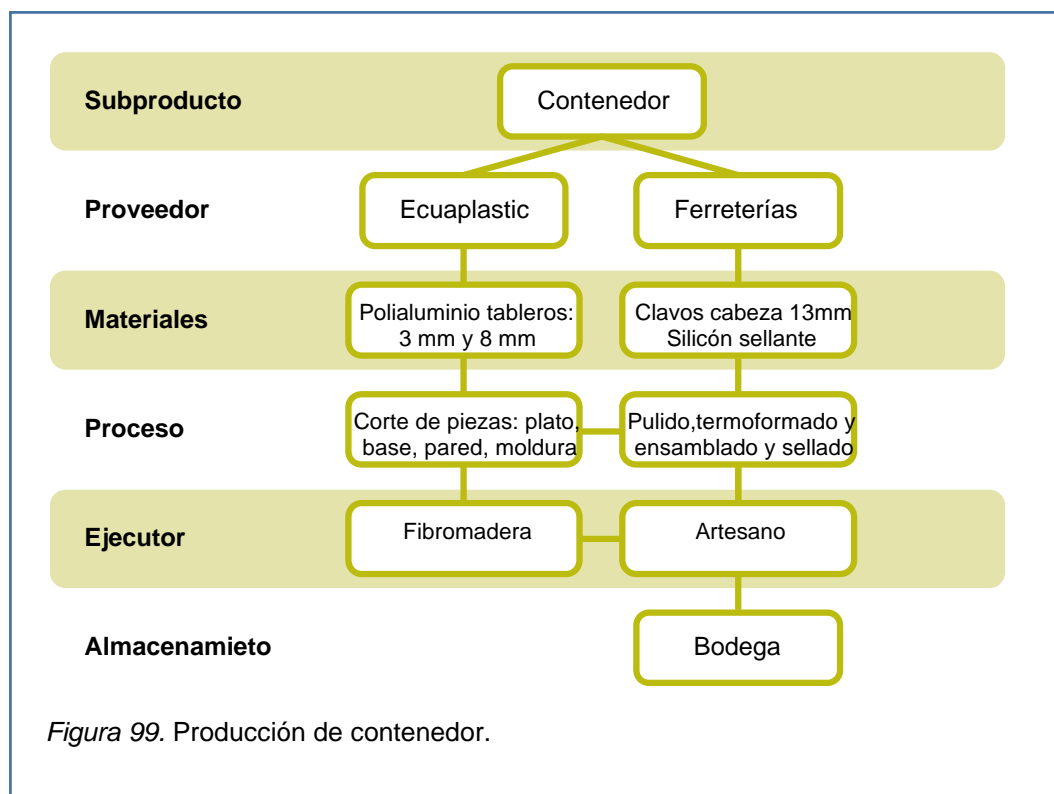 Subproducto
Contenedor
Proveedor
Ecuaplastic
Ferreterías
Materiales
Polialuminio tableros:
3 mm y 8 mm
Clavos cabeza 13mm
Silicón sellante
Proceso
Corte de piezas: plato,
base, pared, moldura
Pulido,termoformado y
ensamblado y sellado
Ejecutor
Fibromadera
Artesano
Almacenamieto
Bodega
Figura 99. Producción de contenedor.